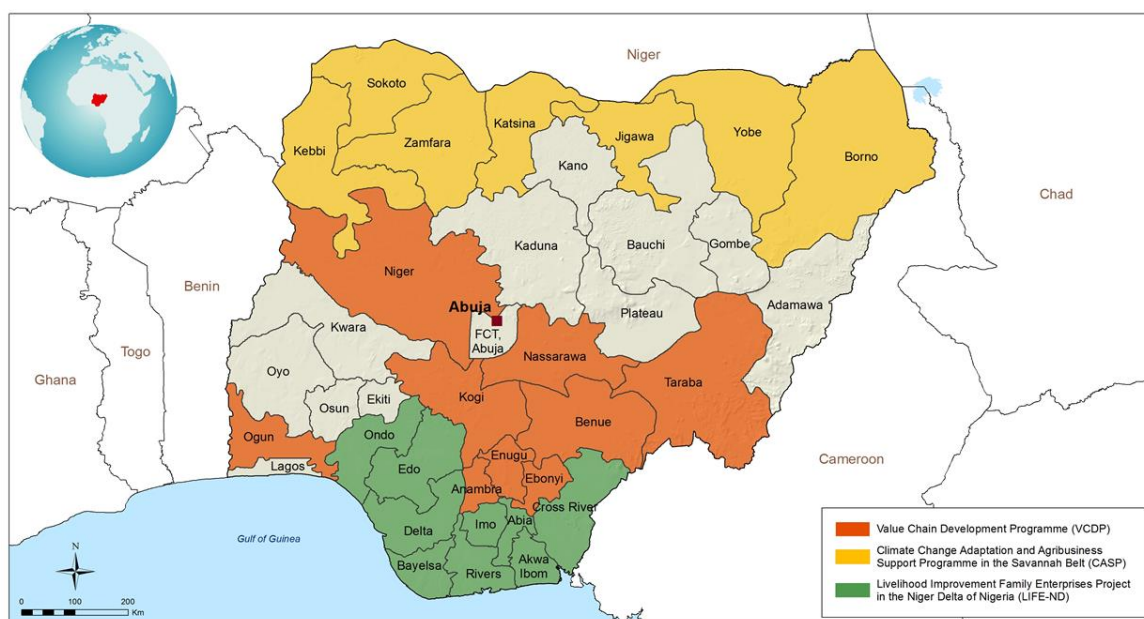 Niger
Sokoto
Katsina
Jigawa
Yobe
Borno
Kebbi
Zamfara
Kano
Chad
Kaduna
Bauchi
Gombe
Niger
Benin
Adamawa
Abuja
Plateau
FCT,
Abuja
Kwara
Nassarawa
Togo
Ghana
Oyo
Taraba
Kogi
Ekiti
Osun
Benue
Ogun
Ondo
Enugu
Cameroon
Lagos
Edo
Ebonyi
Anambra
Cross River
Delta
Imo
Abia
Gulf of Guinea
Bayelsa
Rivers
Akwa
Ibom
N
0 50 100 200
Km
Value Chain Development Programme (VCDP)
Climate Change Adaptation and Agribusiness
Support Programme in the Savannah Belt (CASP)
Livelihood Improvement Family Enterprises Project
in the Niger Delta of Nigeria (LIFE-ND)